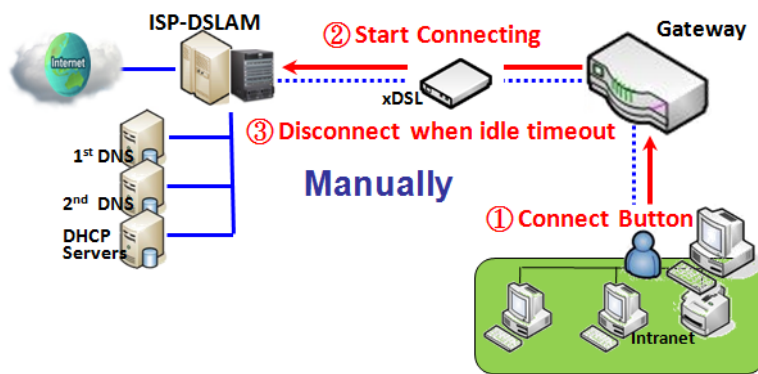 ISP-DSLAM
② Start Connecting
Gateway
Internet
xDSL
③ Disconnect when idle timeout
1st DNS
Manually
2nd DNS
① Connect Button
DHCP
Servers
Intranet